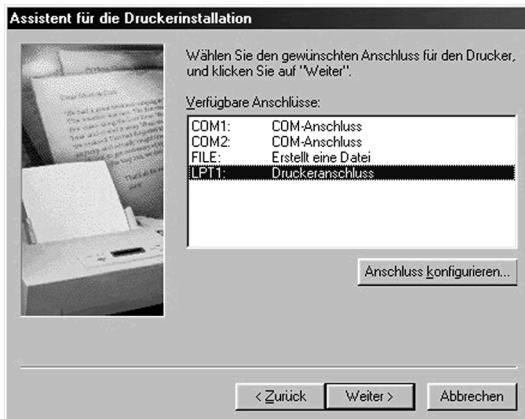 Assistent für die Druckerinstallation
Wählen Sie den gewünschten Anschluss für den Drucker,
und klicken Sie auf "Weiter".
Verfügbare Anschlüsse:
COM1: COM-Anschluss
COM2: COM-Anschluss
FILE: Erstellt eine Datei
LPT1: Druckeranschluss
Anschluss konfigurieren...
< Zurück Weiter > Abbrechen